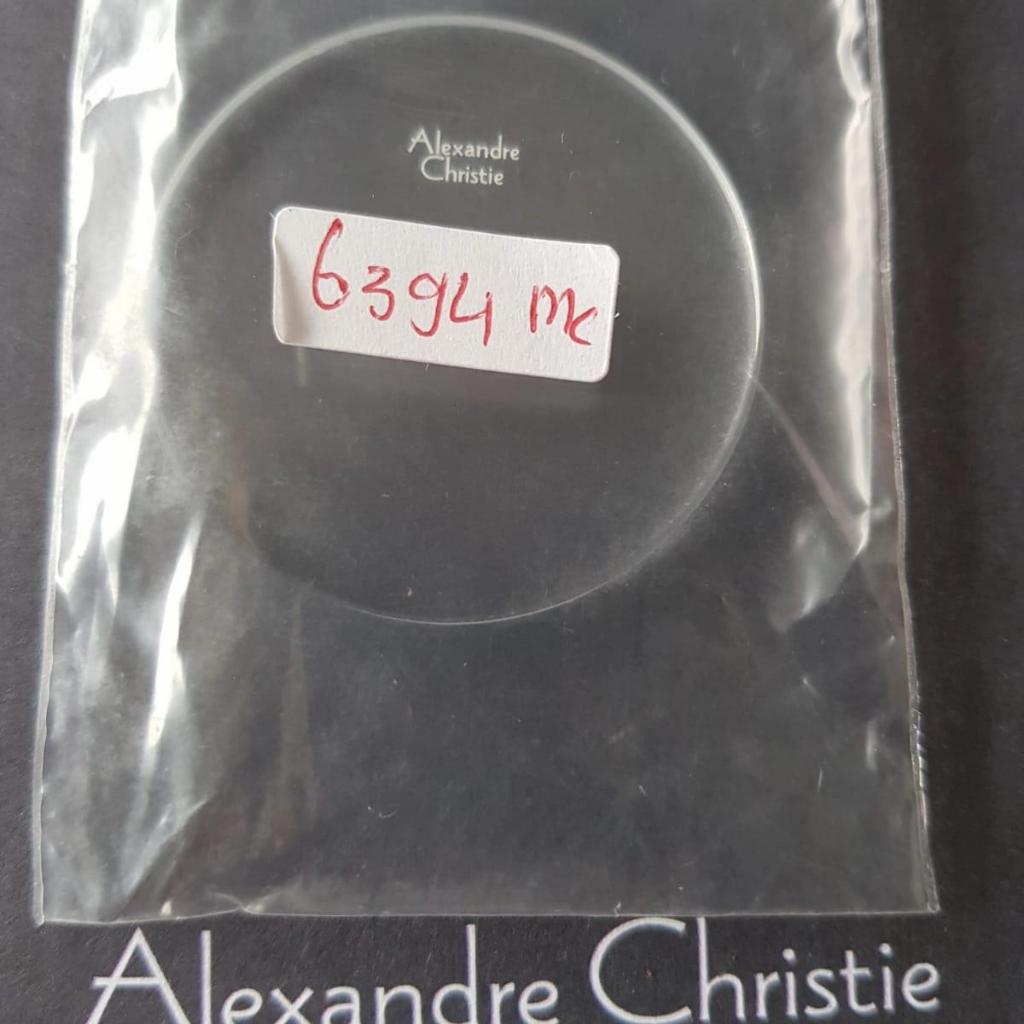 Alexandre
Christie
6394 mc
Alexandre Christie